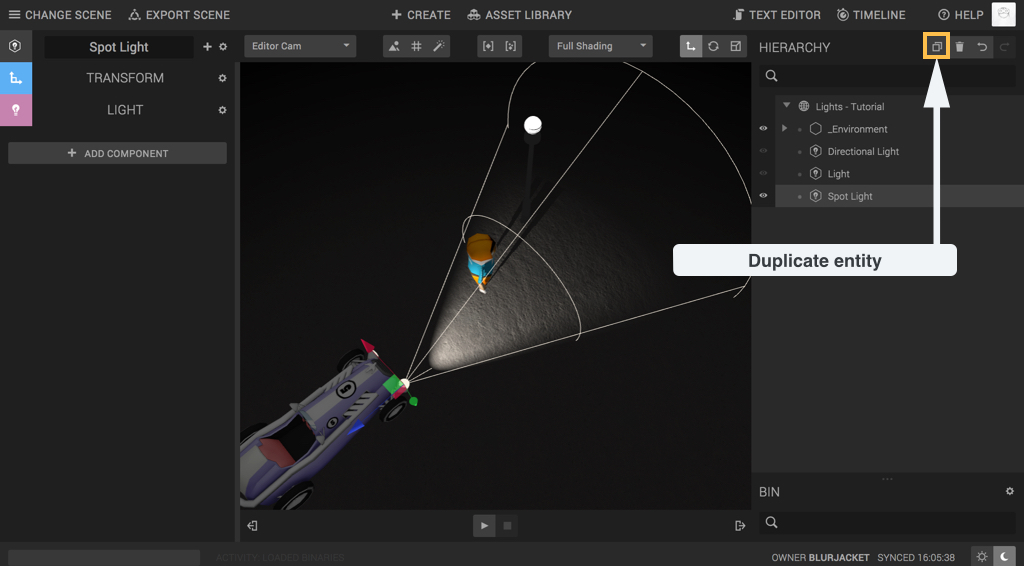 CHANGE SCENE
EXPORT SCENE
CREATE
ASSET LIBRARY
TEXT EDITOR
TIMELINE
HELP
Spot Light
Editor Cam
Full Shading
HIERARCHY
TRANSFORM
LIGHT
ADD COMPONENT
Lights - Tutorial
_Environment
Directional Light
Light
Spot Light
Duplicate entity
5
BIN
ACTIVITY: LOADED BINARIES
OWNER BLURJACKET SYNCED 16:05:38